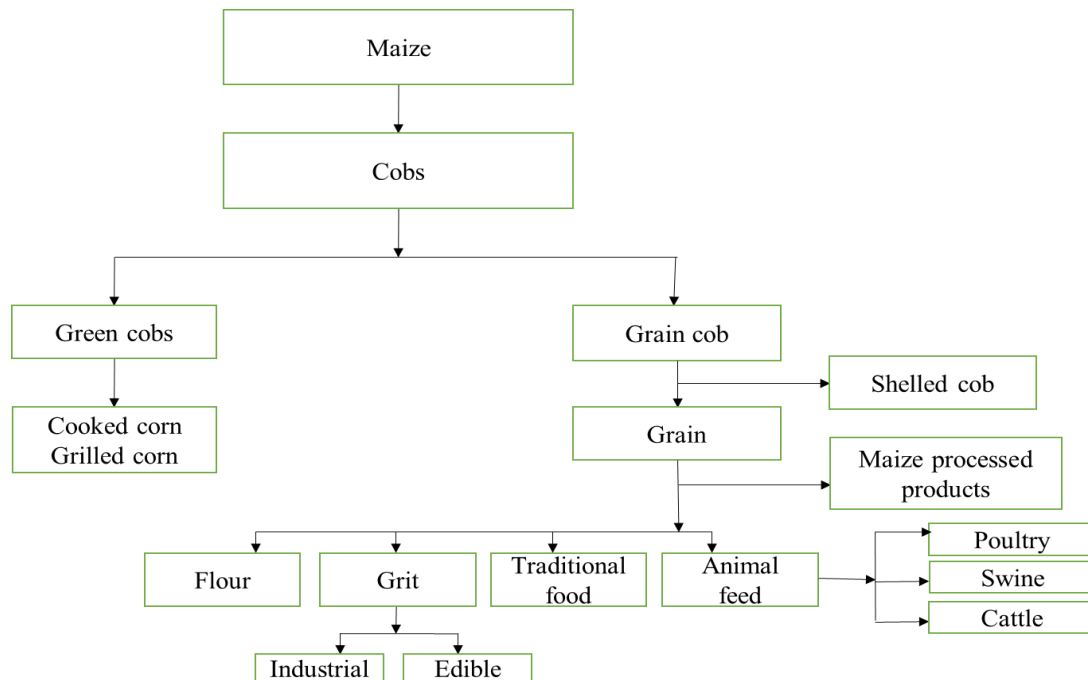 Maize
Cobs
Green cobs
Grain cob
Shelled cob
Cooked corn
Grilled corn
Grain
Maize processed
products
Flour
Grit
Traditional
food
Animal
feed
Poultry
Swine
Cattle
Industrial
Edible